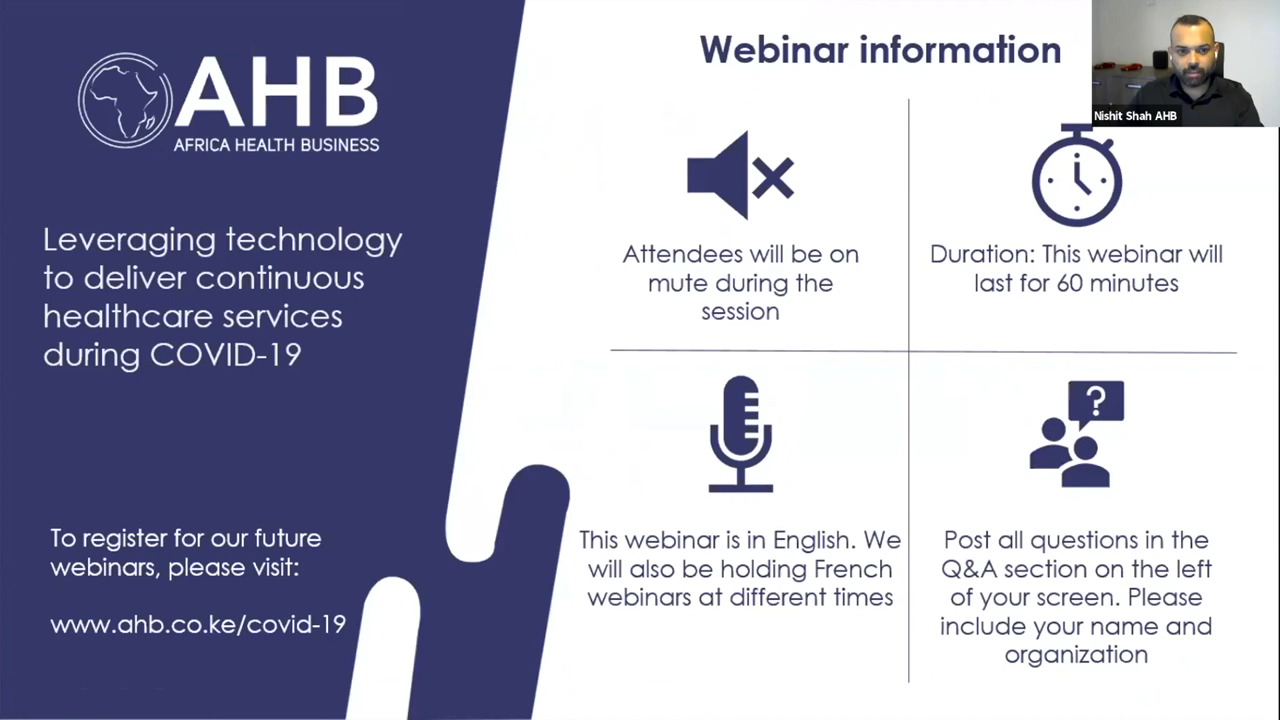 AHB
AFRICA HEALTH BUSINESS
Leveraging technology
to deliver continuous
healthcare services
during COVID-19
To register for our future
webinars, please visit:
www.ahb.co.ke/covid-19
Webinar information
Nishit Shah AHB
Attendees will be on
mute during the
session
Duration: This webinar will
last for 60 minutes
This webinar is in English. We
will also be holding French
webinars at different times
?
Post all questions in the
Q&A section on the left
of your screen. Please
include your name and
organization